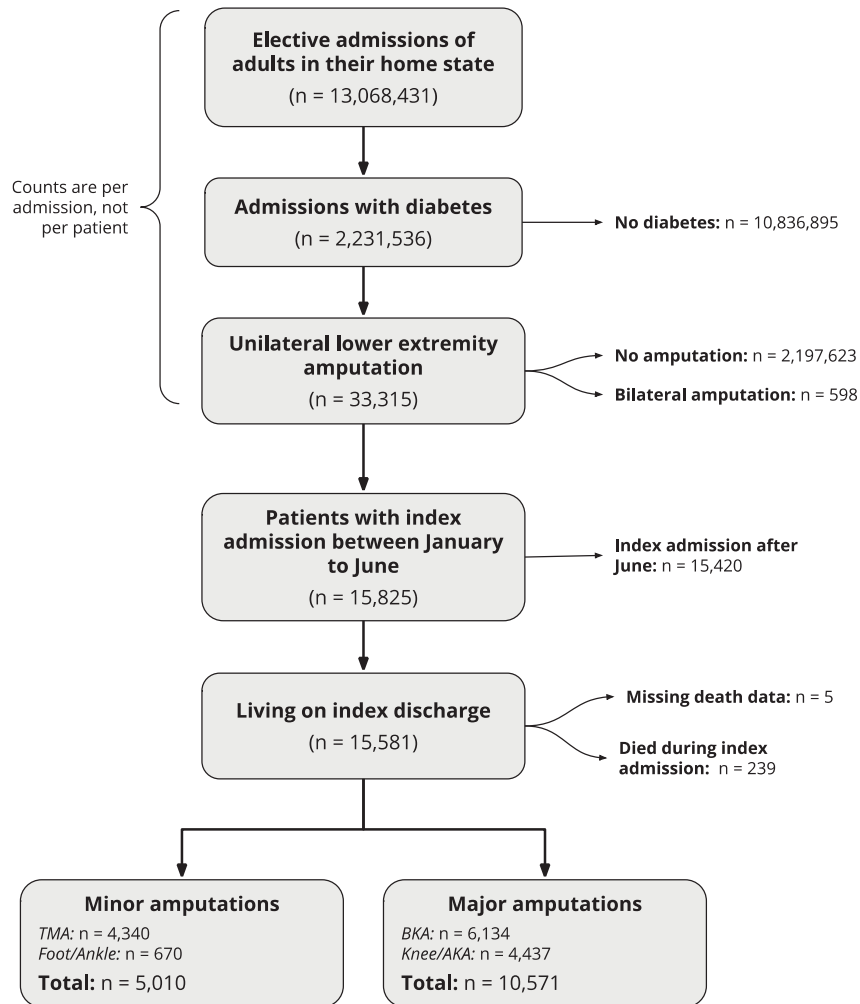 Elective admissions of
adults in their home state
(n = 13,068,431)
Counts are per
admission, not
per patient
Admissions with diabetes
(n = 2,231,536)
No diabetes: n = 10,836,895
Unilateral lower extremity
amputation
(n = 33,315)
No amputation: n = 2,197,623
Bilateral amputation: n = 598
Patients with index
admission between January
to June
(n = 15,825)
Index admission after
June: n = 15,420
Living on index discharge
(n = 15,581)
Missing death data: n = 5
Died during index
admission: n = 239
Minor amputations
TMA: n = 4,340
Foot/Ankle: n = 670
Total: n = 5,010
Major amputations
BKA: n = 6,134
Knee/AKA: n = 4,437
Total: n = 10,571